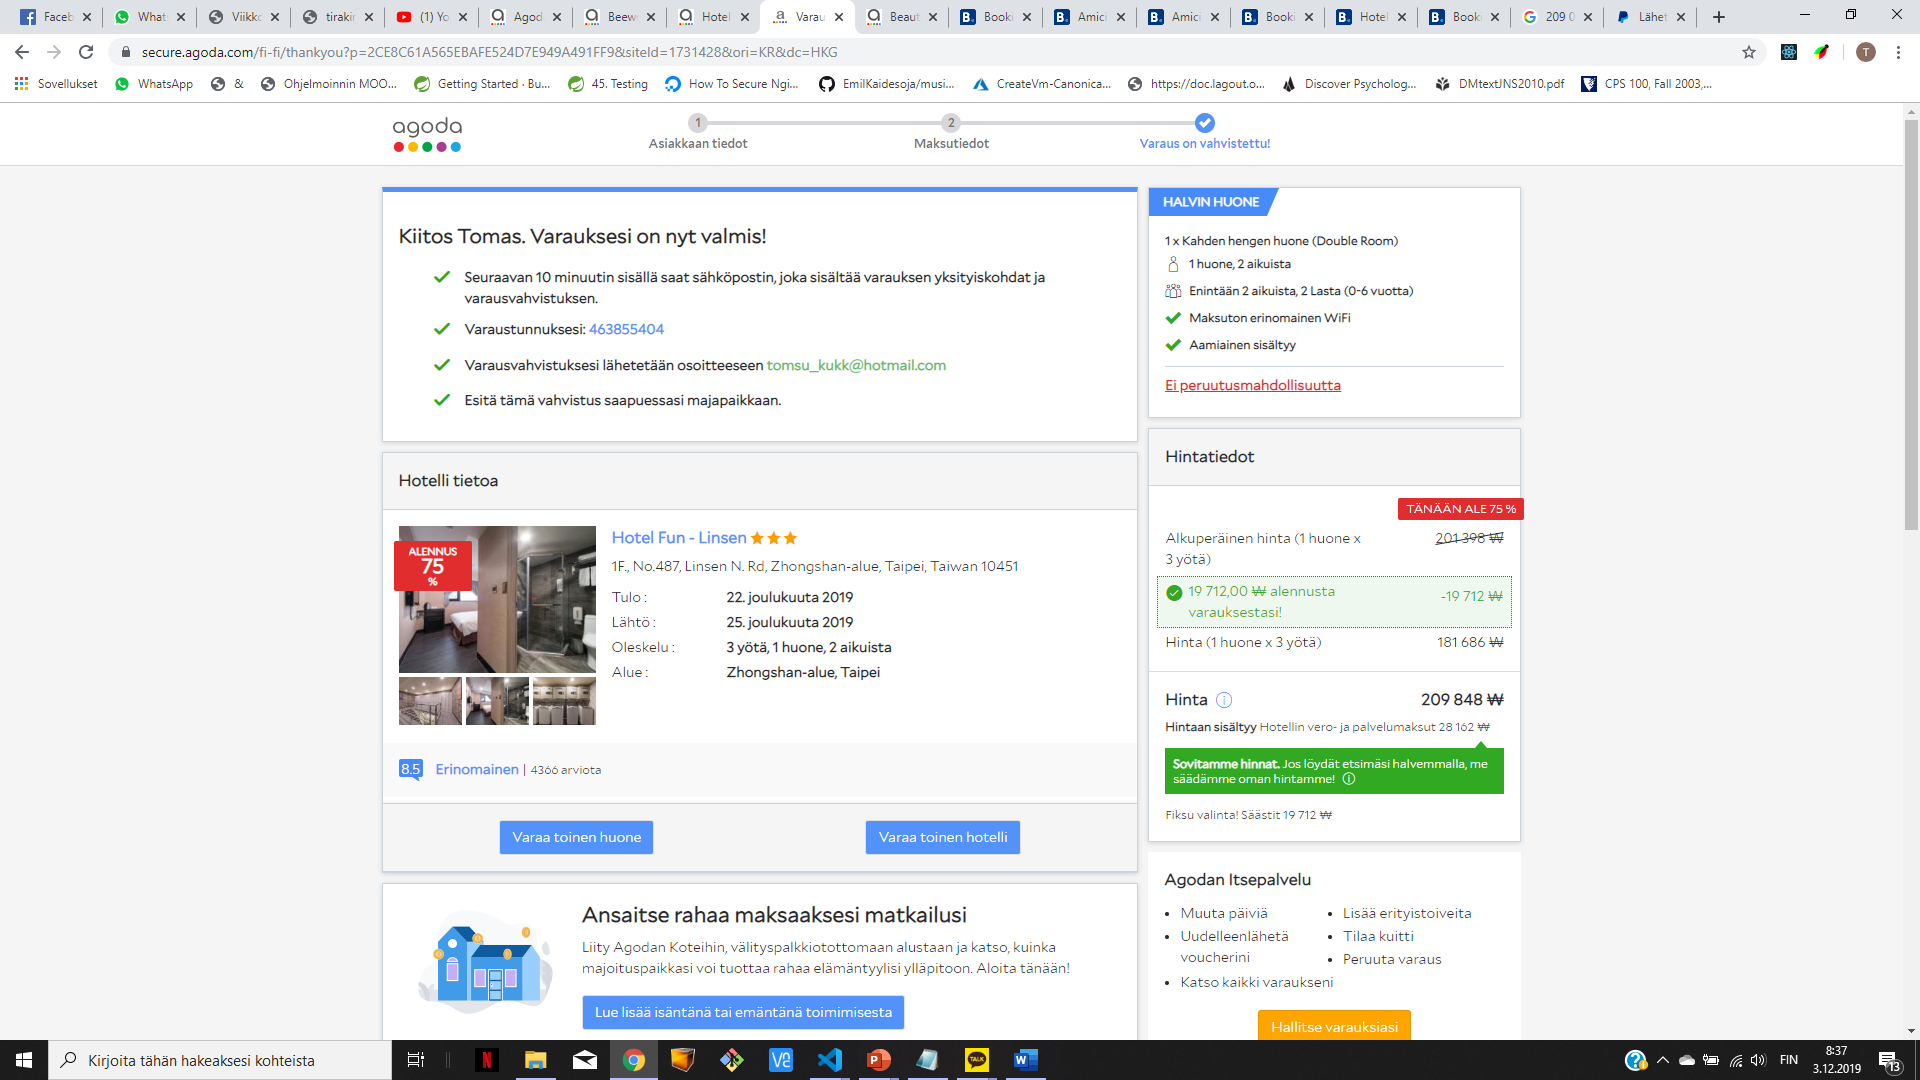 Faceb
What
Viikko
tirakir
(1) Yo
Agod
Beew
Hotel
Varau
Beaut
Booki
Amici
Amici
Booki
Hotel
Booki
209 0
Lähet
secure.agoda.com/fi-fi/thankyou?p=2CE8C61A565EBAFE524D7E949A491FF9&siteId=1731428&ori=KR&dc=HKG
T
Sovellukset
WhatsApp
&
Ohjelmoinnin MOO...
Getting Started · Bu...
45. Testing
How To Secure Ngi...
EmilKaidesoja/musi...
CreateVm-Canonica...
https://doc.lagout.o...
Discover Psycholog...
DMtextJNS2010.pdf
CPS 100, Fall 2003,...
agoda
1
2
Asiakkaan tiedot
Maksutiedot
Varaus on vahvistettu!
Kiitos Tomas. Varauksesi on nyt valmis!
Seuraavan 10 minuutin sisällä saat sähköpostin, joka sisältää varauksen yksityiskohdat ja
varausvahvistuksen.
Varaustunnuksesi: 463855404
Varausvahvistuksesi lähetetään osoitteeseen tomsu_kukk@hotmail.com
Esitä tämä vahvistus saapuessasi majapaikkaan.
Hotelli tietoa
ALENNUS
75
%
Hotel Fun - Linsen
1F., No.487, Linsen N. Rd, Zhongshan-alue, Taipei, Taiwan 10451
Tulo : 22. joulukuuta 2019
Lähtö : 25. joulukuuta 2019
Oleskelu : 3 yötä, 1 huone, 2 aikuista
Alue : Zhongshan-alue, Taipei
8.5 Erinomainen | 4366 arviota
Varaa toinen huone
Varaa toinen hotelli
Ansaitse rahaa maksaaksesi matkailusi
Liity Agodan Koteihin, välityspalkkiotottomaan alustaan ja katso, kuinka
majoituspaikkasi voi tuottaa rahaa elämäntyylisi ylläpitoon. Aloita tänään!
Lue lisää isäntänä tai emäntänä toimimisesta
HALVIN HUONE
1 x Kahden hengen huone (Double Room)
1 huone, 2 aikuista
Enintään 2 aikuista, 2 Lasta (0-6 vuotta)
Maksuton erinomainen WiFi
Aamiainen sisältyy
Ei peruutusmahdollisuutta
Hintatiedot
TÄNÄÄN ALE 75 %
Alkuperäinen hinta (1 huone x 201 398 ₩
3 yötä)
19 712,00 ₩ alennusta -19 712 ₩
varauksestasi!
Hinta (1 huone x 3 yötä) 181 686 ₩
Hinta 209 848 ₩
Hintaan sisältyy Hotellin vero- ja palvelumaksut 28 162 ₩
Sovitamme hinnat. Jos löydät etsimäsi halvemmalla, me
säädämme oman hintamme!
Fiksu valinta! Säästit 19 712 ₩
Agodan Itsepalvelu
Muuta päiviä
Uudelleenlähetä
voucherini
Katso kaikki varaukseni
Lisää erityistoiveita
Tilaa kuitti
Peruuta varaus
Hallitse varauksiasi
Kirjoita tähän hakeaksesi kohteista
TALK
FIN
8:37
3.12.2019
13